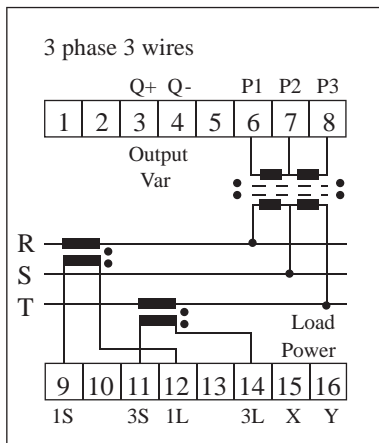 3 phase 3 wires
Q+ Q- P1 P2 P3
1 2 3 4 5 6 7 8
Output
Var
R
S
T
Load
Power
9 10 11 12 13 14 15 16
1S 3S 1L 3L X Y